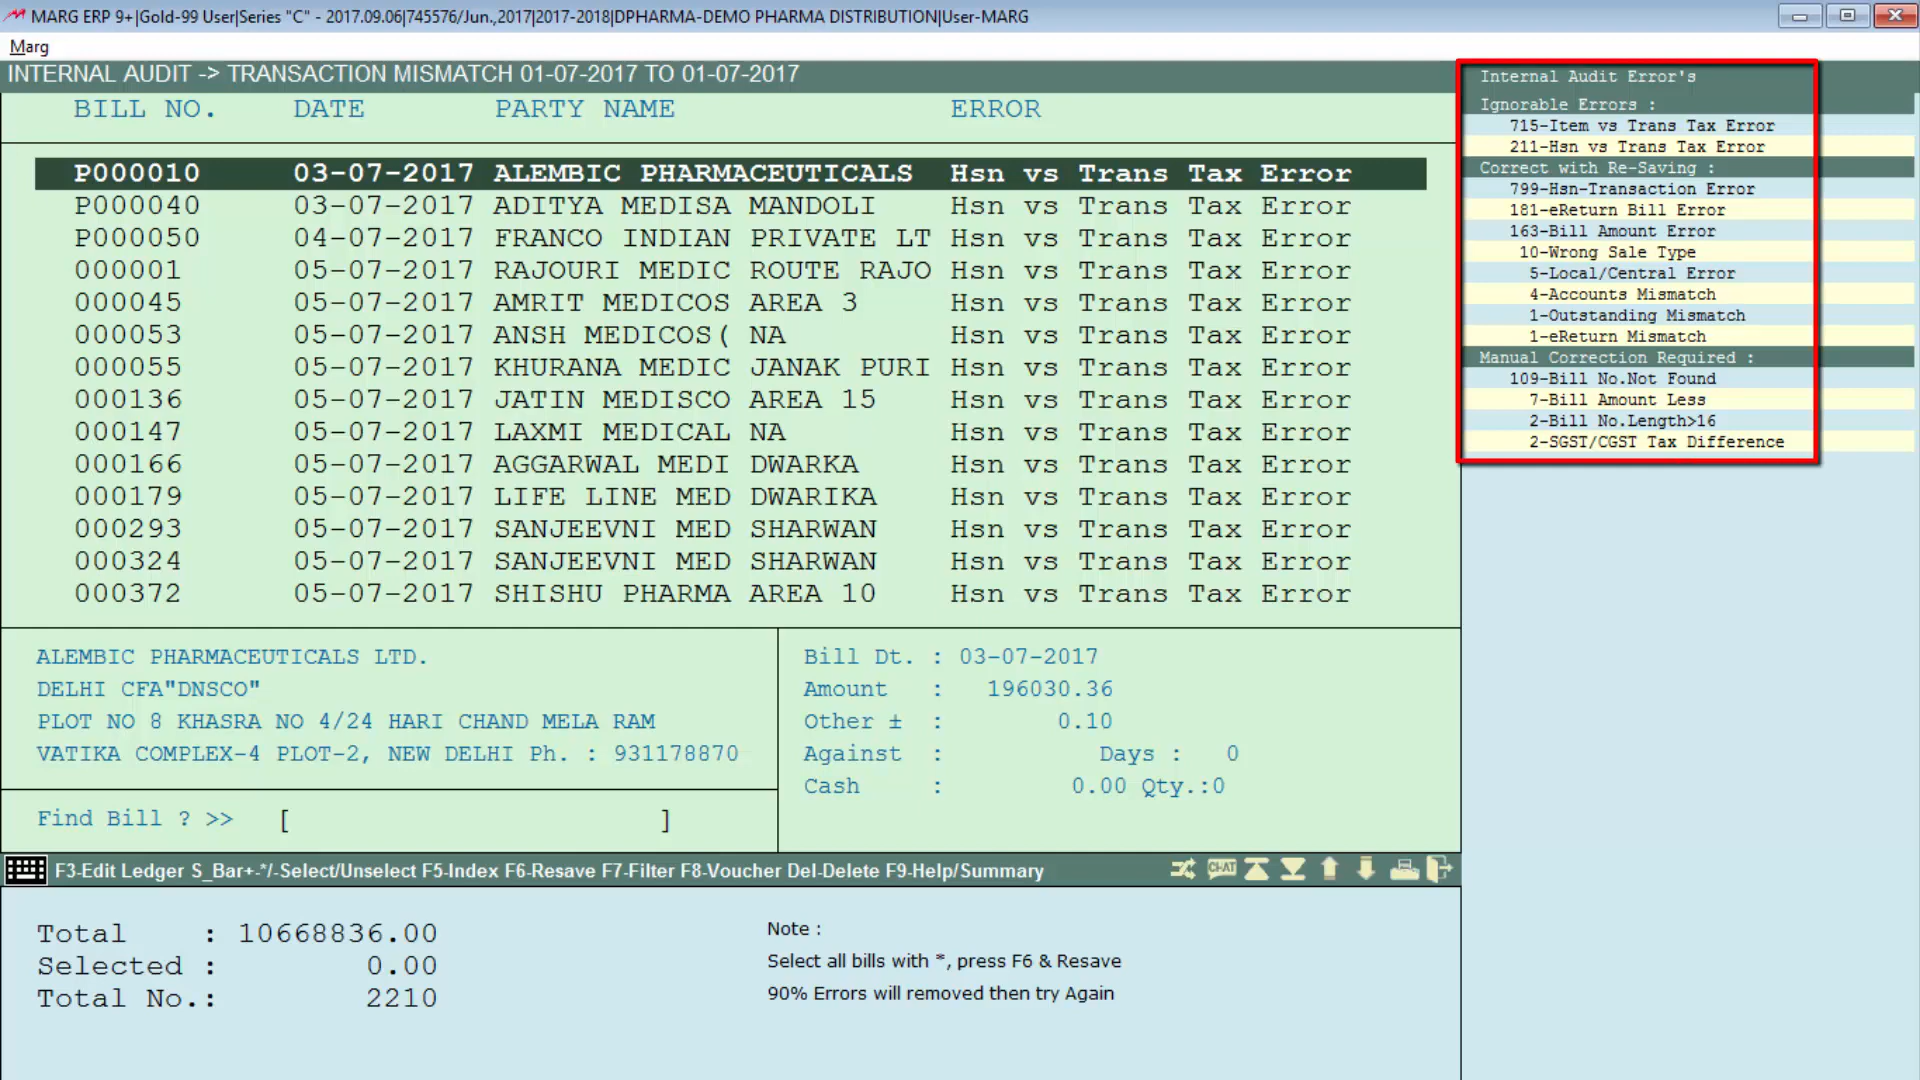 MARG ERP 9+|Gold-99 User|Series "C" - 2017.09.06|745576/Jun.,2017|2017-2018|DPHARMA-DEMO PHARMA DISTRIBUTION|User-MARG
Marg
INTERNAL AUDIT -> TRANSACTION MISMATCH 01-07-2017 TO 01-07-2017
BILL NO. DATE PARTY NAME ERROR
P000010 03-07-2017 ALEMBIC PHARMACEUTICALS Hsn vs Trans Tax Error
P000040 03-07-2017 ADITYA MEDISA MANDOLI Hsn vs Trans Tax Error
P000050 04-07-2017 FRANCO INDIAN PRIVATE LT Hsn vs Trans Tax Error
000001 05-07-2017 RAJOURI MEDIC ROUTE RAJO Hsn vs Trans Tax Error
000045 05-07-2017 AMRIT MEDICOS AREA 3 Hsn vs Trans Tax Error
000053 05-07-2017 ANSH MEDICOS( NA Hsn vs Trans Tax Error
000055 05-07-2017 KHURANA MEDIC JANAK PURI Hsn vs Trans Tax Error
000136 05-07-2017 JATIN MEDISCO AREA 15 Hsn vs Trans Tax Error
000147 05-07-2017 LAXMI MEDICAL NA Hsn vs Trans Tax Error
000166 05-07-2017 AGGARWAL MEDI DWARKA Hsn vs Trans Tax Error
000179 05-07-2017 LIFE LINE MED DWARIKA Hsn vs Trans Tax Error
000293 05-07-2017 SANJEEVNI MED SHARWAN Hsn vs Trans Tax Error
000324 05-07-2017 SANJEEVNI MED SHARWAN Hsn vs Trans Tax Error
000372 05-07-2017 SHISHU PHARMA AREA 10 Hsn vs Trans Tax Error
ALEMBIC PHARMACEUTICALS LTD.
DELHI CFA"DNSCO"
PLOT NO 8 KHASRA NO 4/24 HARI CHAND MELA RAM
VATIKA COMPLEX-4 PLOT-2, NEW DELHI Ph. : 931178870
Find Bill ? >> [ ]
Bill Dt. : 03-07-2017
Amount : 196030.36
Other ± : 0.10
Against : Days : 0
Cash : 0.00 Qty.:0
F3-Edit Ledger S_Bar+-*/-Select/Unselect F5-Index F6-Resave F7-Filter F8-Voucher Del-Delete F9-Help/Summary
CHAT
Total : 10668836.00
Selected : 0.00
Total No.: 2210
Note :
Select all bills with *, press F6 & Resave
90% Errors will removed then try Again
Internal Audit Error's
Ignorable Errors :
715-Item vs Trans Tax Error
211-Hsn vs Trans Tax Error
Correct with Re-Saving :
799-Hsn-Transaction Error
181-eReturn Bill Error
163-Bill Amount Error
10-Wrong Sale Type
5-Local/Central Error
4-Accounts Mismatch
1-Outstanding Mismatch
1-eReturn Mismatch
Manual Correction Required :
109-Bill No.Not Found
7-Bill Amount Less
2-Bill No.Length>16
2-SGST/CGST Tax Difference